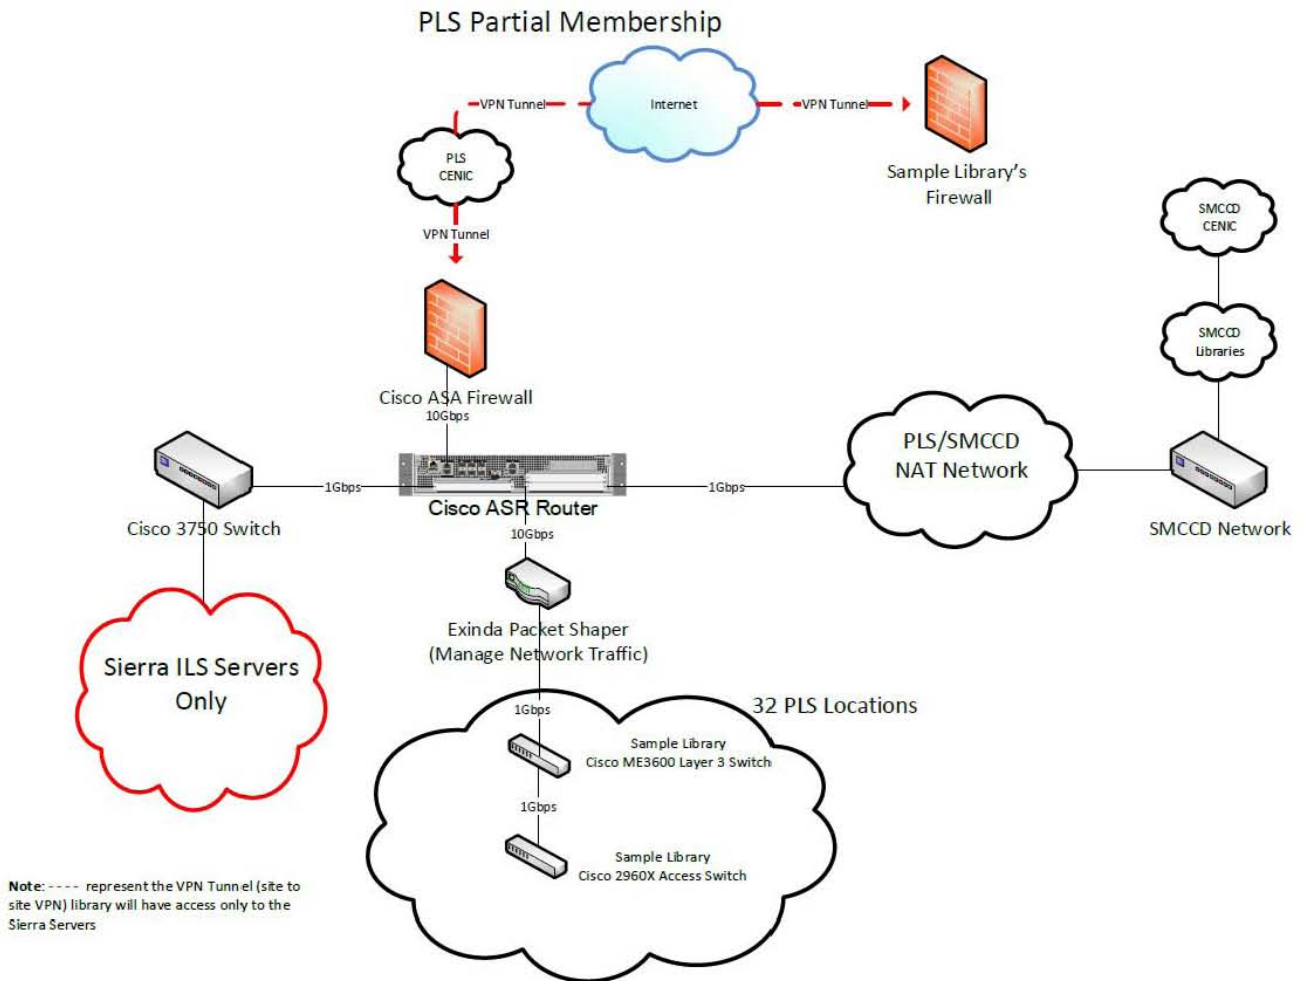 PLS Partial Membership
VPN Tunnel
Internet
VPN Tunnel
PLS
CENIC
Sample Library's
Firewall
VPN Tunnel
SMCCD
CENIC
SMCCD
Libraries
Cisco ASA Firewall
10Gbps
PLS/SMCCD
NAT Network
1Gbps
1Gbps
Cisco ASR Router
Cisco 3750 Switch
SMCCD Network
10Gbps
Exinda Packet Shaper
(Manage Network Traffic)
Sierra ILS Servers
Only
32 PLS Locations
1Gbps
Sample Library
Cisco ME3600 Layer 3 Switch
1Gbps
Sample Library
Cisco 2960X Access Switch
Note: ---- represent the VPN Tunnel (site to
site VPN) library will have access only to the
Sierra Servers